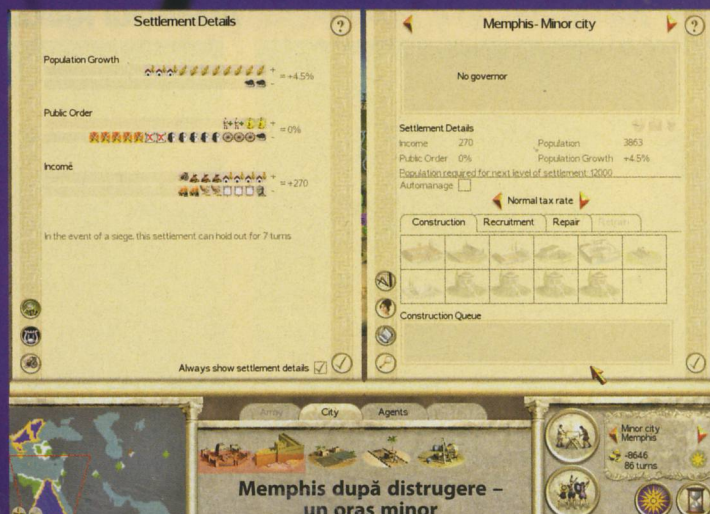 Settlement Details
?
Population Growth
+
-
= +4.5%
Public Order
+
-
= 0%
Income
+
-
= +270
In the event of a siege, this settlement can hold out for 7 turns
Always show settlement details
Memphis- Minor city
?
No governor
Settlement Details
Income 270 Population 3863
Public Order 0% Population Growth +4.5%
Population required for next level of settlement: 12000
Automanage
Normal tax rate
Construction Recruitment Repair
Construction Queue
Army City Agents
Minor city
Memphis
-8646
86 turns
Memphis după distrugere –
un oraș minor